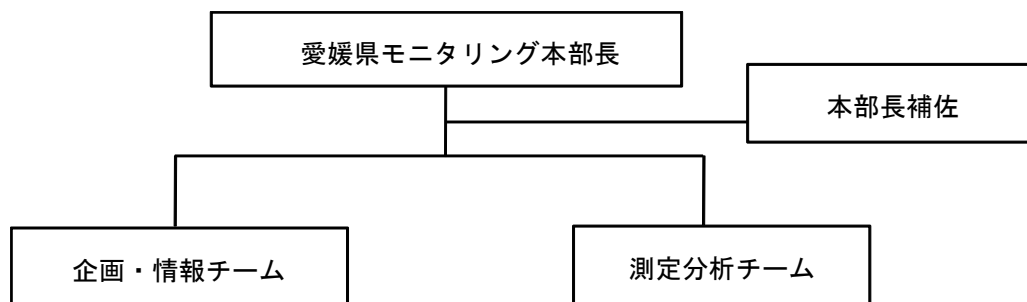 愛媛県モニタリング本部長
本部長補佐
企画・情報チーム
測定分析チーム